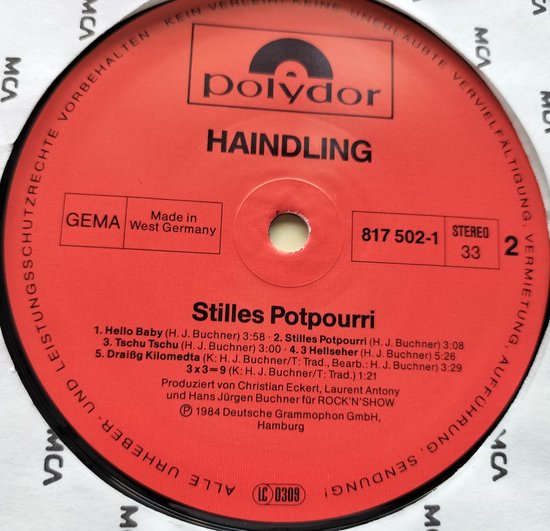 polydor
HAINDLING
GEMA
Made in
West Germany
817 502-1
STEREO
33
2
Stilles Potpourri
1. Hello Baby (H. J. Buchner) 3:58 · 2. Stilles Potpourri (H. J. Buchner) 3:08
3. Tschu Tschu (H. J. Buchner) 3:00 · 4. 3 Hellseher (H. J. Buchner) 5:26
5. Draißg Kilomedta (K: H. J. Buchner/T: Trad., Bearb.: H. J. Buchner) 3:29
3x3=9 (K: H. J. Buchner/T: Trad.) 1:21
Produziert von Christian Eckert, Laurent Antony
und Hans Jürgen Buchner für ROCK'N'SHOW
Ⓟ 1984 Deutsche Grammophon GmbH,
Hamburg
LC 0309
ALLE URHEBER- UND LEISTUNGSSCHUTZRECHTE VORBEHALTEN · KEIN VERLEIH! KEINE UNERLAUBTE VERVIELFÄLTIGUNG, VERMIETUNG, AUFFÜHRUNG, SENDUNG!
MCA
MCA
MCA
MCA
MCA
MCA